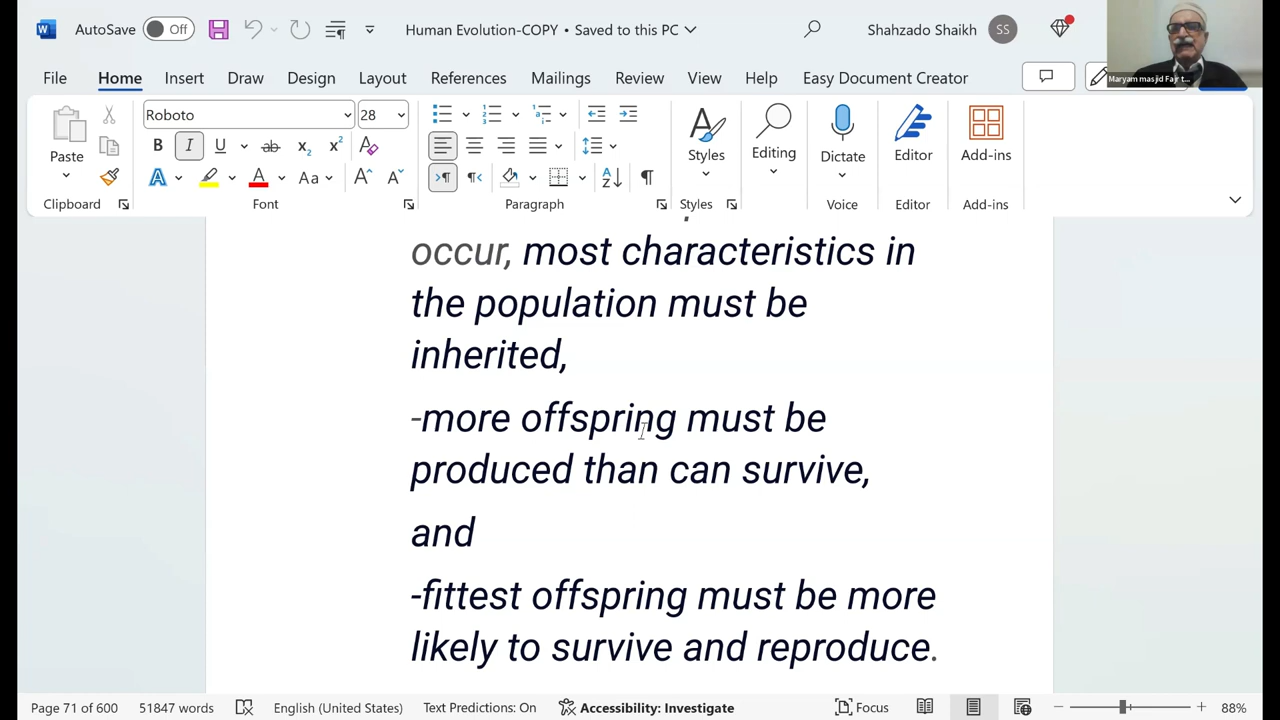 AutoSave Off Human Evolution-COPY • Saved to this PC Shahzado Shaikh SS
Maryam masjid Fajr t...
File Home Insert Draw Design Layout References Mailings Review View Help Easy Document Creator
Roboto 28
Paste Styles Editing Dictate Editor Add-ins
Clipboard Font Paragraph Styles Voice Editor Add-ins
occur, most characteristics in
the population must be
inherited,
-more offspring must be
produced than can survive,
and
-fittest offspring must be more
likely to survive and reproduce.
Page 71 of 600 51847 words English (United States) Text Predictions: On Accessibility: Investigate Focus 88%